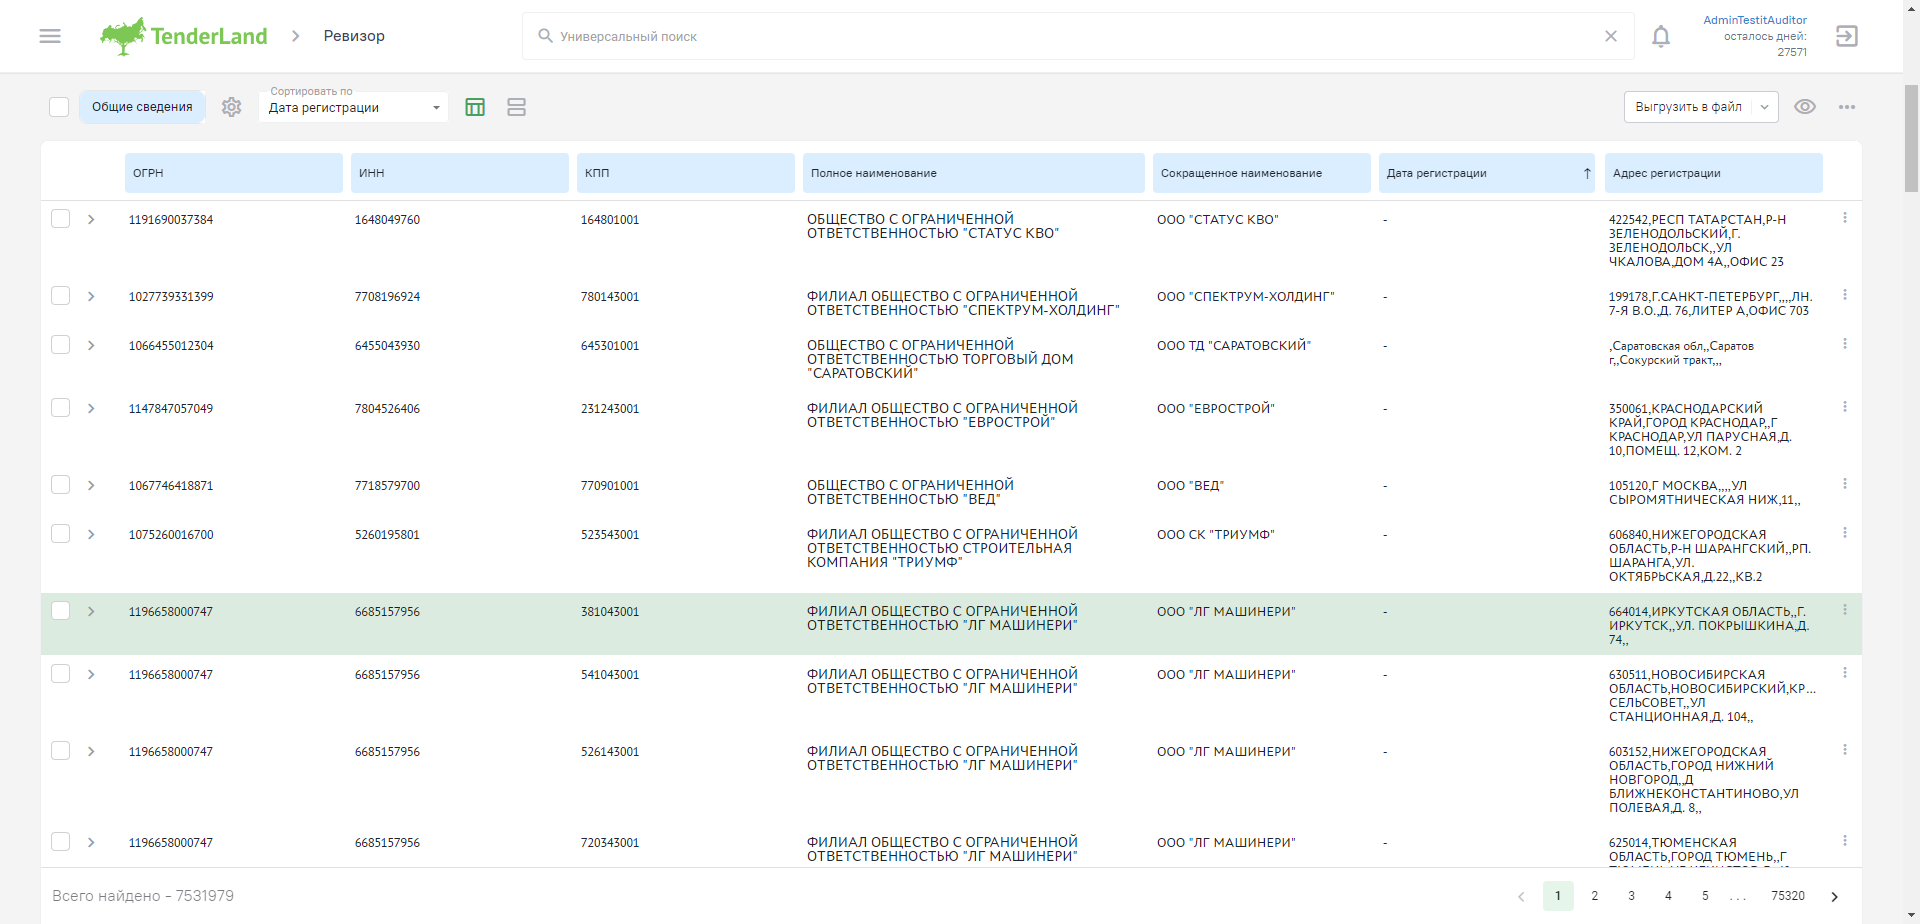 TenderLand
Ревизор
Универсальный поиск
AdminTestitAuditor
осталось дней:
27571
Общие сведения
Сортировать по
Дата регистрации
Выгрузить в файл
ОГРН
ИНН
КПП
Полное наименование
Сокращенное наименование
Дата регистрации
Адрес регистрации
1191690037384
1648049760
164801001
ОБЩЕСТВО С ОГРАНИЧЕННОЙ
ОТВЕТСТВЕННОСТЬЮ "СТАТУС КВО"
ООО "СТАТУС КВО"
-
422542,РЕСП ТАТАРСТАН,Р-Н
ЗЕЛЕНОДОЛЬСКИЙ,Г.
ЗЕЛЕНОДОЛЬСК,,УЛ
ЧКАЛОВА,ДОМ 4А,,ОФИС 23
1027739331399
7708196924
780143001
ФИЛИАЛ ОБЩЕСТВО С ОГРАНИЧЕННОЙ
ОТВЕТСТВЕННОСТЬЮ "СПЕКТРУМ-ХОЛДИНГ"
ООО "СПЕКТРУМ-ХОЛДИНГ"
-
199178,Г.САНКТ-ПЕТЕРБУРГ,,,,ЛН.
7-Я В.О.,Д. 76,ЛИТЕР А,ОФИС 703
1066455012304
6455043930
645301001
ОБЩЕСТВО С ОГРАНИЧЕННОЙ
ОТВЕТСТВЕННОСТЬЮ ТОРГОВЫЙ ДОМ
"САРАТОВСКИЙ"
ООО ТД "САРАТОВСКИЙ"
-
,Саратовская обл,,Саратов
г,,Сокурский тракт,,,
1147847057049
7804526406
231243001
ФИЛИАЛ ОБЩЕСТВО С ОГРАНИЧЕННОЙ
ОТВЕТСТВЕННОСТЬЮ "ЕВРОСТРОЙ"
ООО "ЕВРОСТРОЙ"
-
350061,КРАСНОДАРСКИЙ
КРАЙ,ГОРОД КРАСНОДАР,,Г
КРАСНОДАР,УЛ ПАРУСНАЯ,Д.
10,ПОМЕЩ. 12,КОМ. 2
1067746418871
7718579700
770901001
ОБЩЕСТВО С ОГРАНИЧЕННОЙ
ОТВЕТСТВЕННОСТЬЮ "ВЕД"
ООО "ВЕД"
-
105120,Г МОСКВА,,,,УЛ
СЫРОМЯТНИЧЕСКАЯ НИЖ,11,,
1075260016700
5260195801
523543001
ФИЛИАЛ ОБЩЕСТВО С ОГРАНИЧЕННОЙ
ОТВЕТСТВЕННОСТЬЮ СТРОИТЕЛЬНАЯ
КОМПАНИЯ "ТРИУМФ"
ООО СК "ТРИУМФ"
-
606840,НИЖЕГОРОДСКАЯ
ОБЛАСТЬ,Р-Н ШАРАНГСКИЙ,,РП.
ШАРАНГА,УЛ.
ОКТЯБРЬСКАЯ,Д.22,,КВ.2
1196658000747
6685157956
381043001
ФИЛИАЛ ОБЩЕСТВО С ОГРАНИЧЕННОЙ
ОТВЕТСТВЕННОСТЬЮ "ЛГ МАШИНЕРИ"
ООО "ЛГ МАШИНЕРИ"
-
664014,ИРКУТСКАЯ ОБЛАСТЬ,,Г.
ИРКУТСК,,УЛ. ПОКРЫШКИНА,Д.
74,,
1196658000747
6685157956
541043001
ФИЛИАЛ ОБЩЕСТВО С ОГРАНИЧЕННОЙ
ОТВЕТСТВЕННОСТЬЮ "ЛГ МАШИНЕРИ"
ООО "ЛГ МАШИНЕРИ"
-
630511,НОВОСИБИРСКАЯ
ОБЛАСТЬ,НОВОСИБИРСКИЙ,КР...
СЕЛЬСОВЕТ,,УЛ
СТАНЦИОННАЯ,Д. 104,,
1196658000747
6685157956
526143001
ФИЛИАЛ ОБЩЕСТВО С ОГРАНИЧЕННОЙ
ОТВЕТСТВЕННОСТЬЮ "ЛГ МАШИНЕРИ"
ООО "ЛГ МАШИНЕРИ"
-
603152,НИЖЕГОРОДСКАЯ
ОБЛАСТЬ,ГОРОД НИЖНИЙ
НОВГОРОД,,Д
БЛИЖНЕКОНСТАНТИНОВО,УЛ
ПОЛЕВАЯ,Д. 8,,
1196658000747
6685157956
720343001
ФИЛИАЛ ОБЩЕСТВО С ОГРАНИЧЕННОЙ
ОТВЕТСТВЕННОСТЬЮ "ЛГ МАШИНЕРИ"
ООО "ЛГ МАШИНЕРИ"
-
625014,ТЮМЕНСКАЯ
ОБЛАСТЬ,ГОРОД ТЮМЕНЬ,,Г
Всего найдено - 7531979
1 2 3 4 5 ... 75320